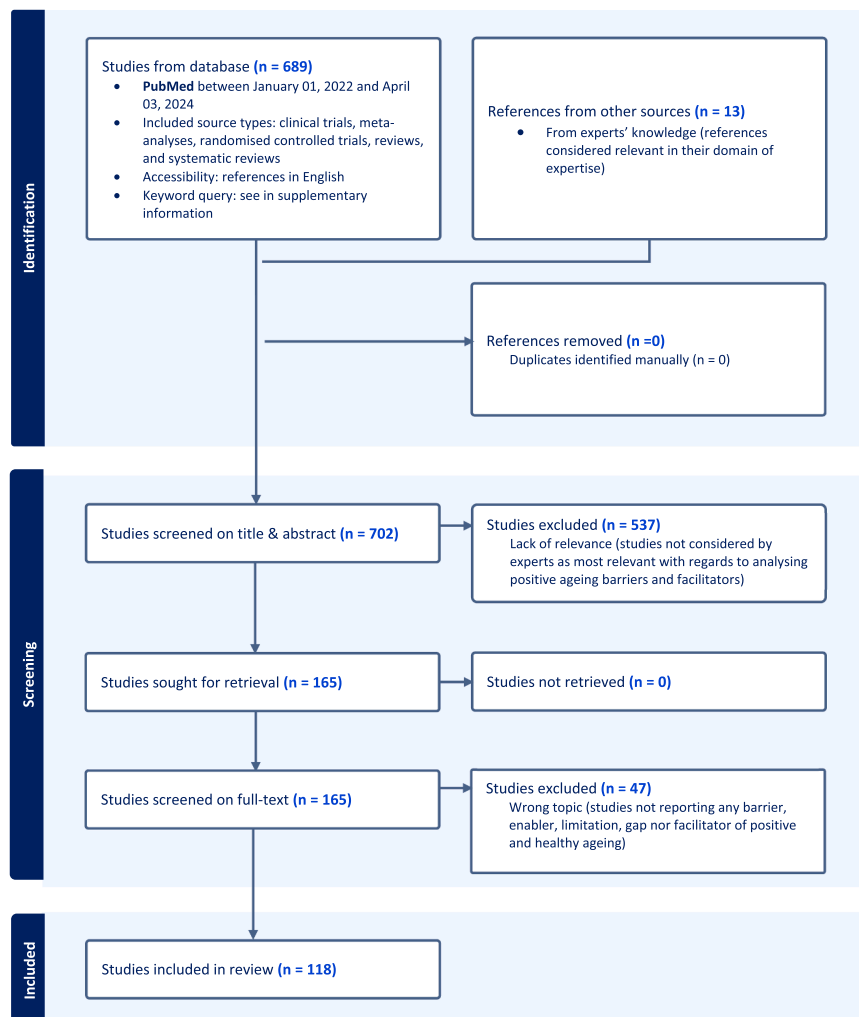 Identification
Studies from database (n = 689)
• PubMed between January 01, 2022 and April
03, 2024
• Included source types: clinical trials, meta-
analyses, randomised controlled trials, reviews,
and systematic reviews
• Accessibility: references in English
• Keyword query: see in supplementary
information
References from other sources (n = 13)
• From experts’ knowledge (references
considered relevant in their domain of
expertise)
References removed (n =0)
Duplicates identified manually (n = 0)
Screening
Studies screened on title & abstract (n = 702)
Studies excluded (n = 537)
Lack of relevance (studies not considered by
experts as most relevant with regards to analysing
positive ageing barriers and facilitators)
Studies sought for retrieval (n = 165)
Studies not retrieved (n = 0)
Studies screened on full-text (n = 165)
Studies excluded (n = 47)
Wrong topic (studies not reporting any barrier,
enabler, limitation, gap nor facilitator of positive
and healthy ageing)
Included
Studies included in review (n = 118)